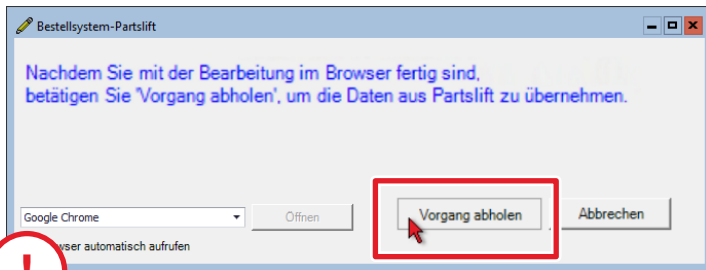 Bestellsystem-Partslift
Nachdem Sie mit der Bearbeitung im Browser fertig sind,
betätigen Sie 'Vorgang abholen', um die Daten aus Partslift zu übernehmen.
Google Chrome
Öffnen
Vorgang abholen
Abbrechen
automatisch aufrufen
!